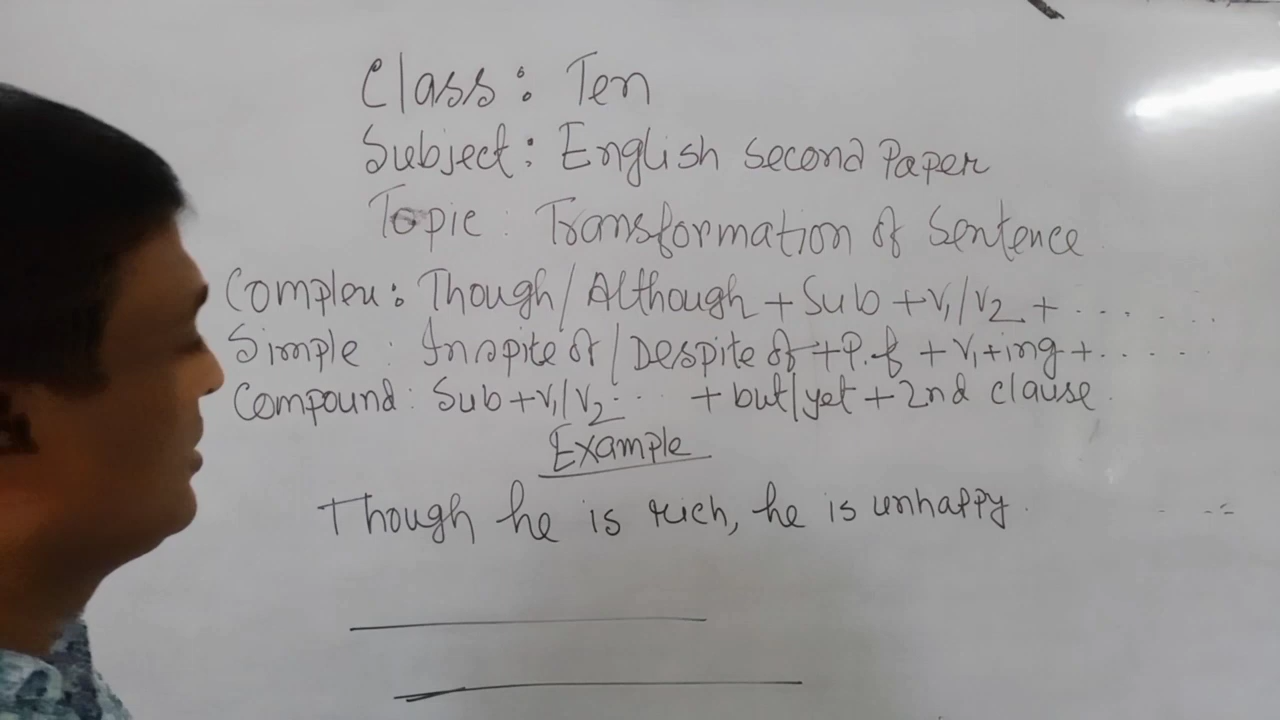 Class: Ten
Subject: English Second Paper
Topic: Transformation of Sentence
Complex: Though/Although + Sub + V1/V2 + ......
Simple: Inspite of/Despite of + P.f + V1+ing + .....
Compound: Sub + V1/V2 .... + but/yet + 2nd clause.
Example
Though he is rich, he is unhappy.